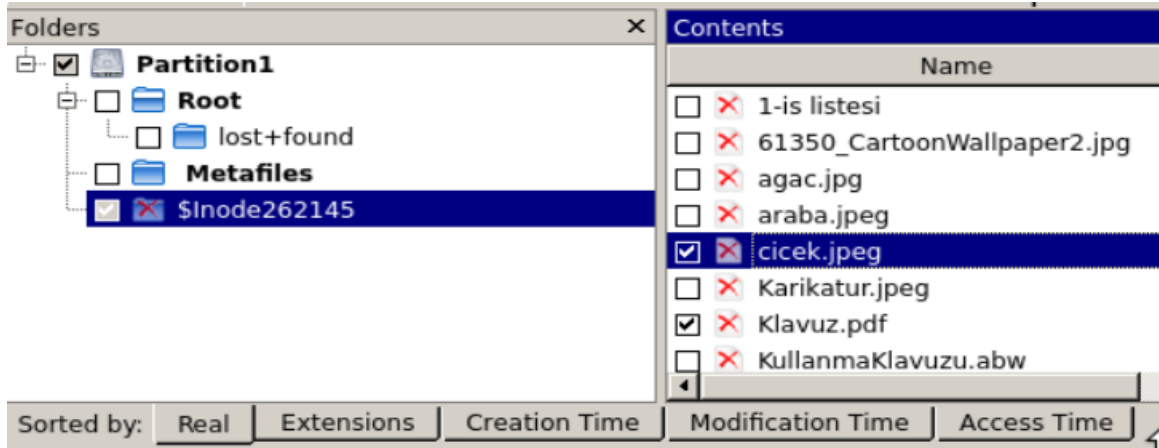 Folders
Partition1
Root
lost+found
Metafiles
$Inode262145
Contents
Name
1-is listesi
61350_CartoonWallpaper2.jpg
agac.jpg
araba.jpeg
cicek.jpeg
Karikatur.jpeg
Klavuz.pdf
KullanmaKlavuzu.abw
Sorted by: Real Extensions Creation Time Modification Time Access Time